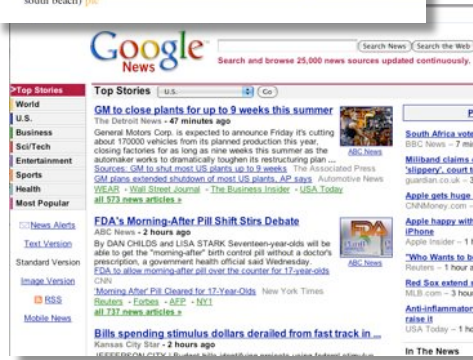 south beach) pic
Google
News
Search News
Search the Web
Search and browse 25,000 news sources updated continuously.
>Top Stories
World
U.S.
Business
Sci/Tech
Entertainment
Sports
Health
Most Popular
News Alerts
Text Version
Standard Version
Image Version
RSS
Mobile News
Top Stories U.S. Go
GM to close plants for up to 9 weeks this summer
The Detroit News - 47 minutes ago
General Motors Corp. is expected to announce Friday it's cutting
about 170000 vehicles from its planned production this year,
closing factories for as long as nine weeks this summer as the
automaker works to dramatically toughen its restructuring plan ...
Sources: GM to shut most US plants up to 9 weeks The Associated Press
GM plans extended shutdown of most US plants, AP says Automotive News
WEAR - Wall Street Journal - The Business Insider - USA Today
all 573 news articles »
ABC News
FDA's Morning-After Pill Shift Stirs Debate
ABC News - 2 hours ago
By DAN CHILDS and LISA STARK Seventeen-year-olds will be
able to get the "morning-after" birth control pill without a doctor's
prescription, a government health official said Wednesday.
FDA to allow morning-after pill over the counter for 17-year-olds
CNN
'Morning After' Pill Cleared for 17-Year-Olds New York Times
Reuters - Forbes - AFP - NY1
all 737 news articles »
FDA
ABC News
Bills spending stimulus dollars derailed from fast track in ...
Kansas City Star - 2 hours ago
South Africa vote
BBC News - 7 min
Miliband claims
'slippery', court t
guardian.co.uk - 3
Apple gets huge
CNNMoney.com -
Apple happy with
iPhone
Apple Insider - 1 h
"Who Wants to b
Reuters - 1 hour a
Red Sox extend
MLB.com - 3 hour
Anti-inflammator
raise it
USA Today - 1 ho
In The News